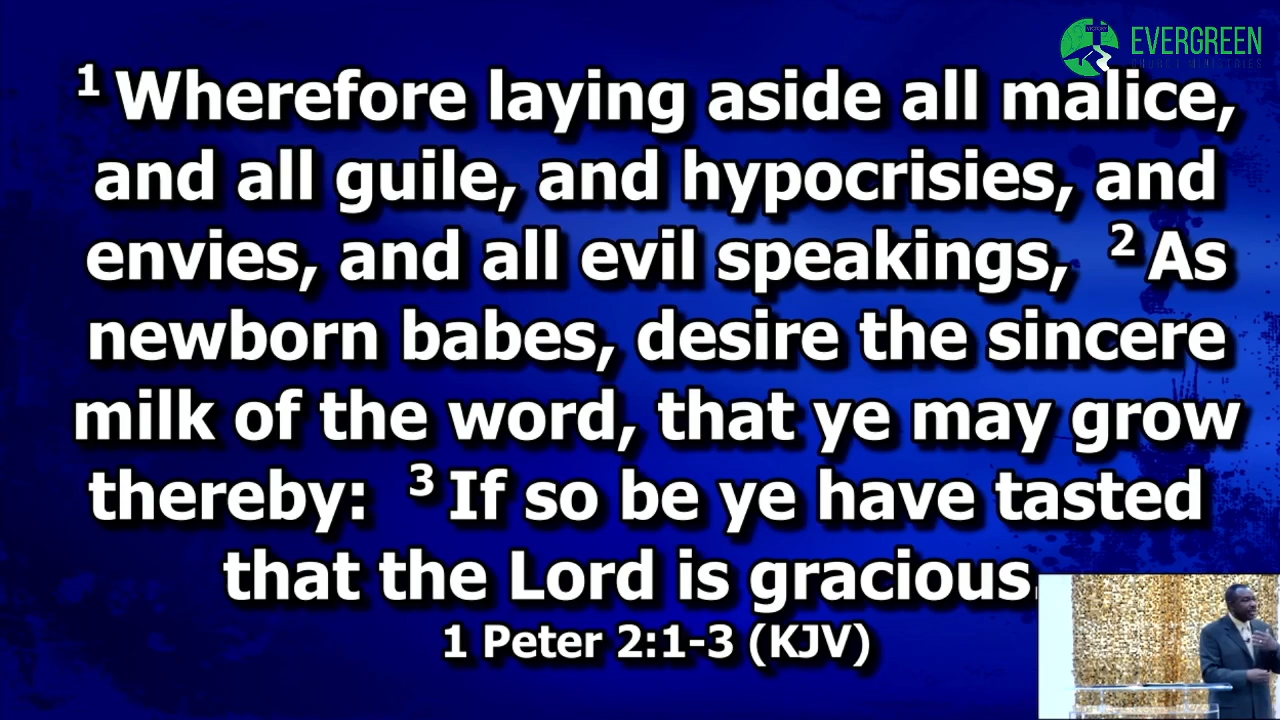 EVERGREEN
CHURCH MINISTRIES
1 Wherefore laying aside all malice,
and all guile, and hypocrisies, and
envies, and all evil speakings, 2 As
newborn babes, desire the sincere
milk of the word, that ye may grow
thereby: 3 If so be ye have tasted
that the Lord is gracious.
1 Peter 2:1-3 (KJV)